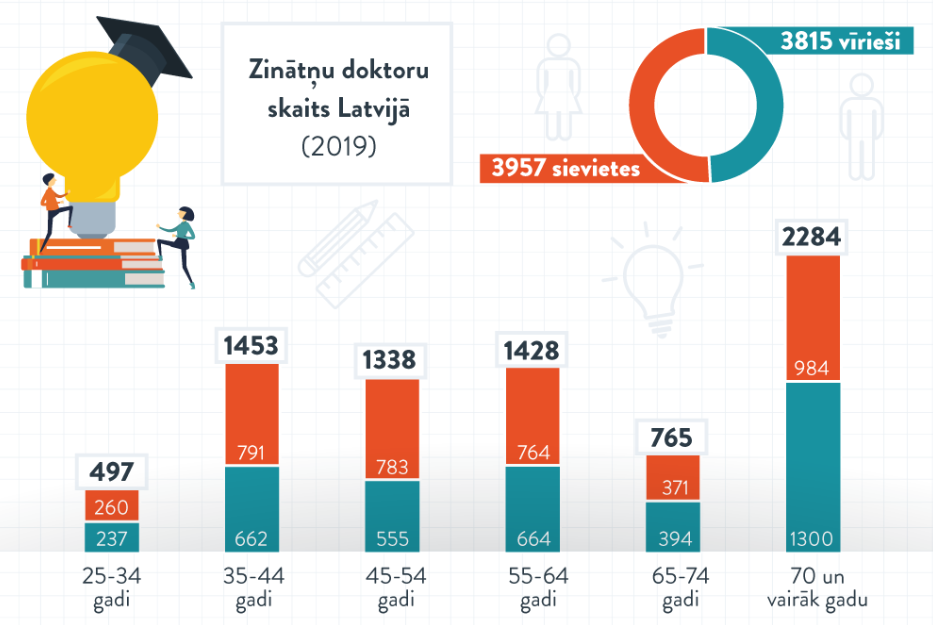 Zinātņu doktoru
skaits Latvijā
(2019)
3815 vīrieši
3957 sievietes
497
260
237
25-34
gadi
1453
791
662
35-44
gadi
1338
783
555
45-54
gadi
1428
764
664
55-64
gadi
765
371
394
65-74
gadi
2284
984
1300
70 un
vairāk gadu